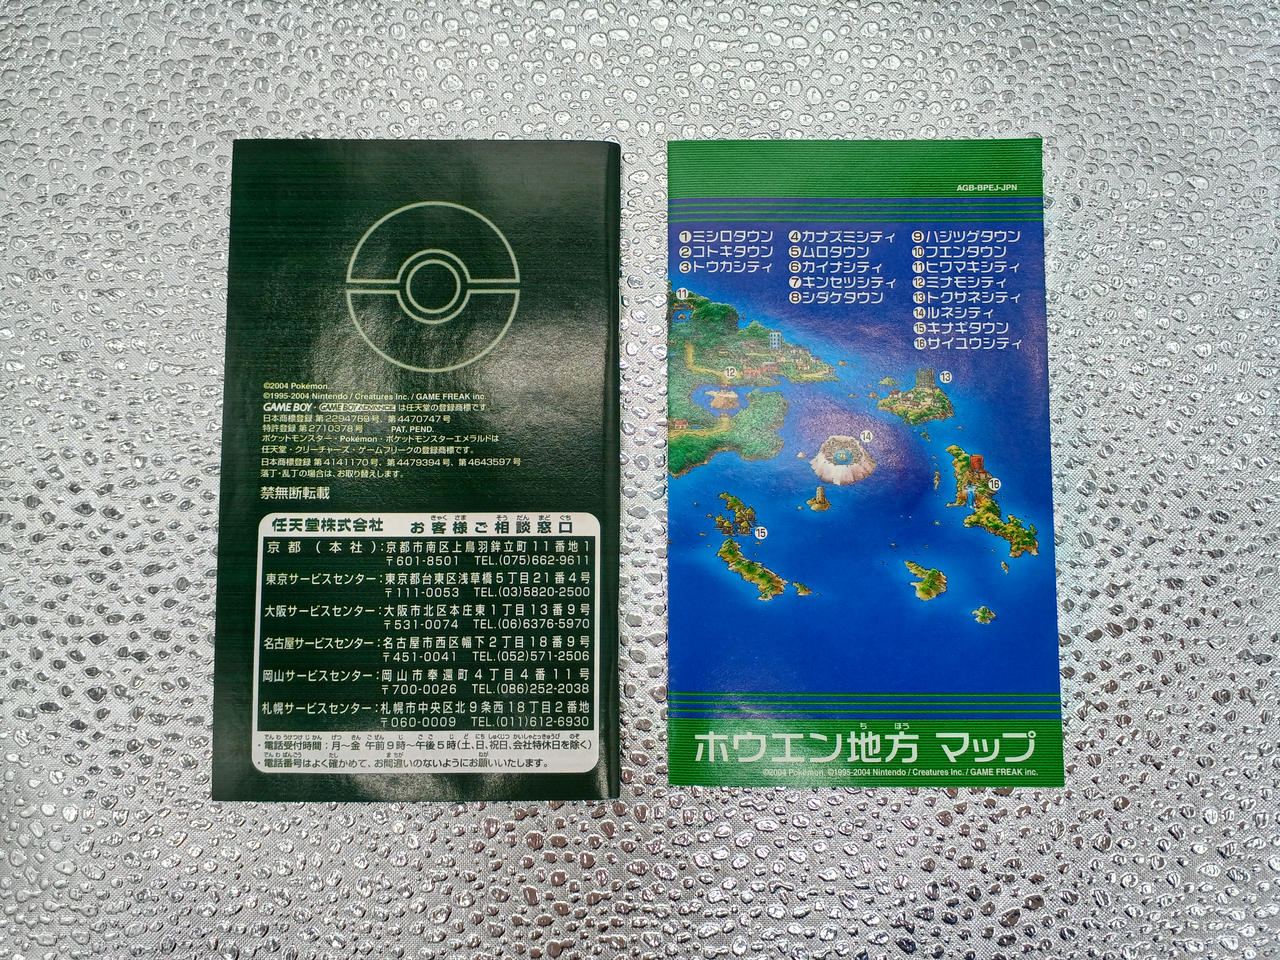 ©2004 Pokémon.
©1995-2004 Nintendo / Creatures Inc. / GAME FREAK inc.
GAME BOY・GAME BOY ADVANCE は任天堂の登録商標です。
日本商標登録 第2294769号、第4470747号
特許登録 第2710378号 PAT. PEND.
ポケットモンスター・Pokémon・ポケットモンスターエメラルドは
任天堂・クリーチャーズ・ゲームフリークの登録商標です。
日本商標登録 第4141170号、第4479394号、第4643597号
落丁・乱丁の場合は、お取り替えします。
禁無断転載
任天堂株式会社 お客様ご相談窓口
京都(本社):京都市南区上鳥羽鉾立町11番地1
〒601-8501 TEL.(075)662-9611
東京サービスセンター:東京都台東区浅草橋5丁目21番4号
〒111-0053 TEL.(03)5820-2500
大阪サービスセンター:大阪市北区本庄東1丁目13番9号
〒531-0074 TEL.(06)6376-5970
名古屋サービスセンター:名古屋市西区幅下2丁目18番9号
〒451-0041 TEL.(052)571-2506
岡山サービスセンター:岡山市奉還町4丁目4番11号
〒700-0026 TEL.(086)252-2038
札幌サービスセンター:札幌市中央区北9条西18丁目2番地
〒060-0009 TEL.(011)612-6930
・電話受付時間:月〜金 午前9時〜午後5時(土、日、祝日、会社特休日を除く)
・電話番号はよく確かめて、お間違いのないようにお願いいたします。
AGB-BPEJ-JPN
①ミシロタウン
②コトキタウン
③トウカシティ
④カナズミシティ
⑤ムロタウン
⑥カイナシティ
⑦キンセツシティ
⑧シダケタウン
⑨ハジツゲタウン
⑩フエンタウン
⑪ヒワマキシティ
⑫ミナモシティ
⑬トクサネシティ
⑭ルネシティ
⑮キナギタウン
⑯サイユウシティ
⑪
⑫
⑬
⑭
⑯
⑮
ホウエン地方 マップ
©2004 Pokémon. ©1995-2004 Nintendo / Creatures Inc. / GAME FREAK inc.